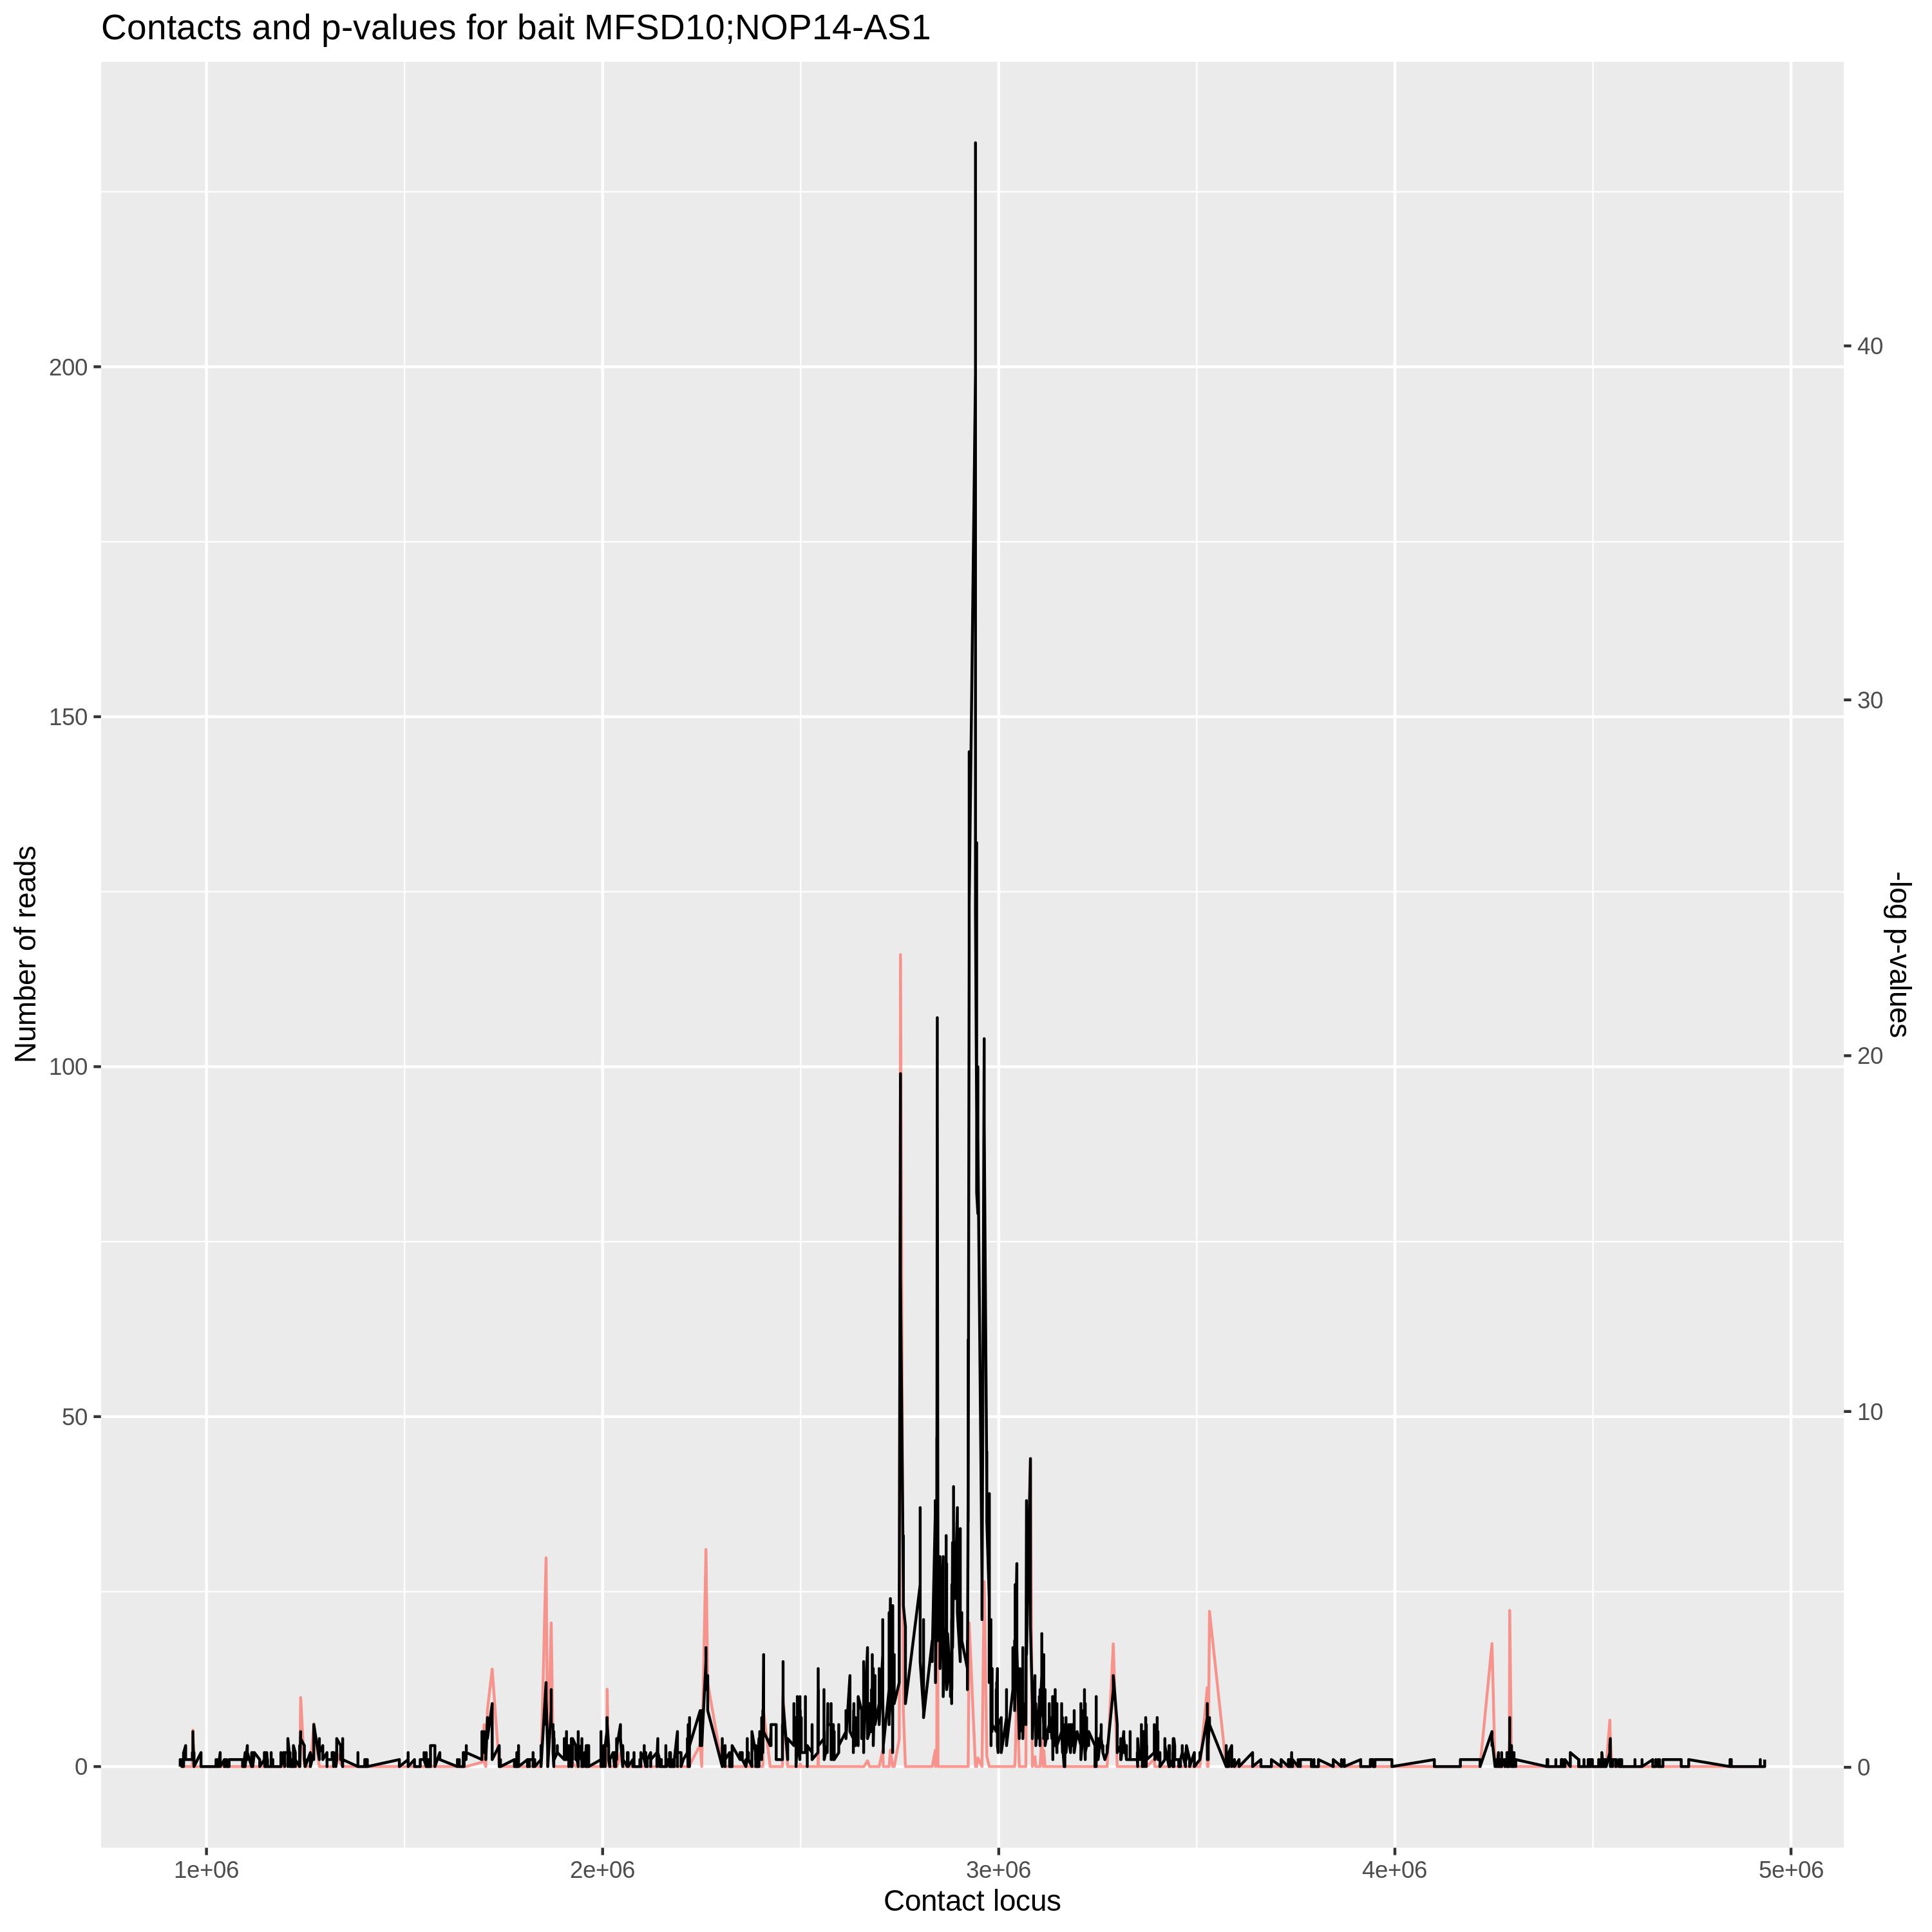 Contacts and p-values for bait MFSD10;NOP14-AS1
200
150
100
50
0
Number of reads
40
30
20
10
0
-log p-values
1e+06 2e+06 3e+06 4e+06 5e+06
Contact locus